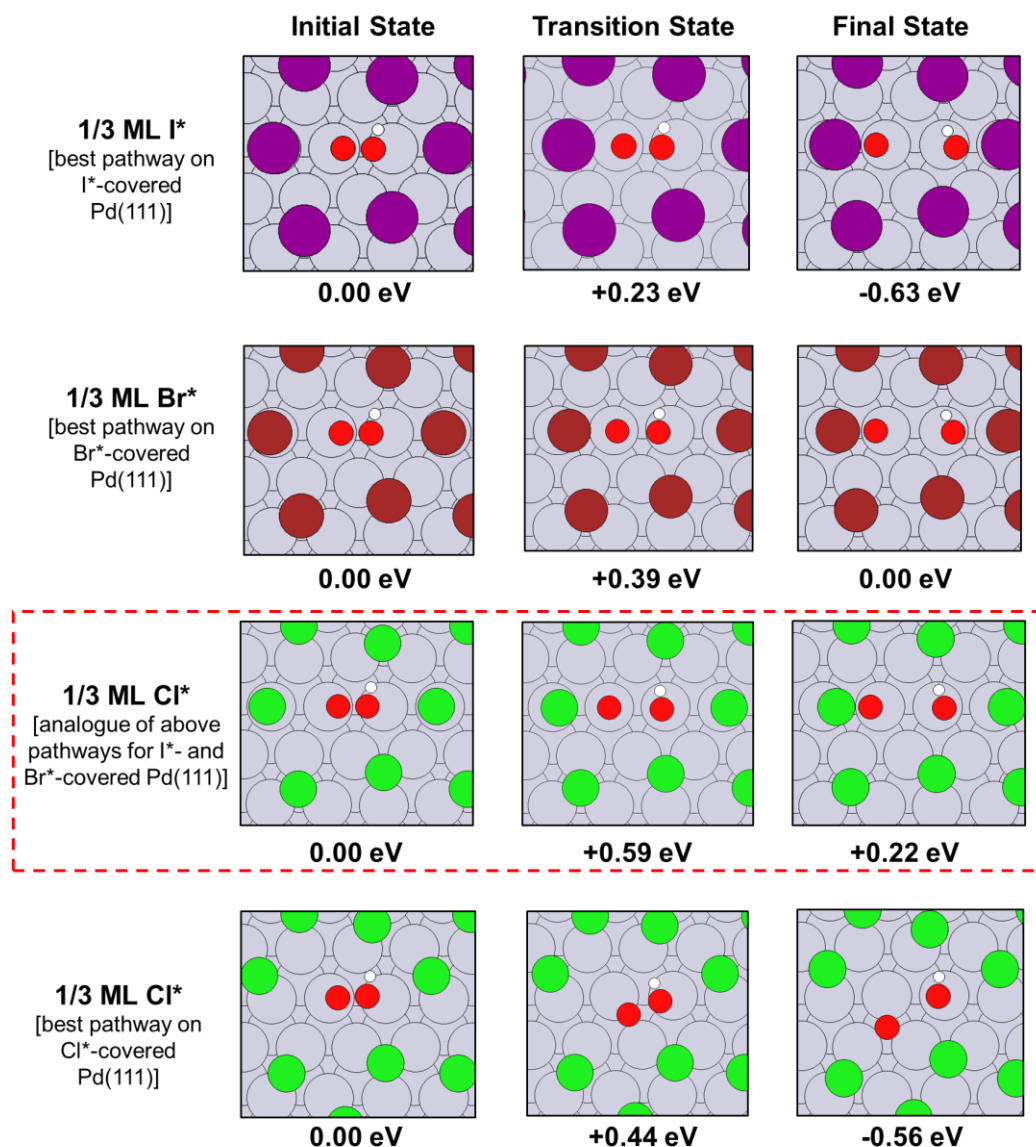 Initial State Transition State Final State
1/3 ML I*
[best pathway on
I*-covered
Pd(111)]
0.00 eV +0.23 eV -0.63 eV
1/3 ML Br*
[best pathway on
Br*-covered
Pd(111)]
0.00 eV +0.39 eV 0.00 eV
1/3 ML Cl*
[analogue of above
pathways for I*- and
Br*-covered Pd(111)]
0.00 eV +0.59 eV +0.22 eV
1/3 ML Cl*
[best pathway on
Cl*-covered
Pd(111)]
0.00 eV +0.44 eV -0.56 eV